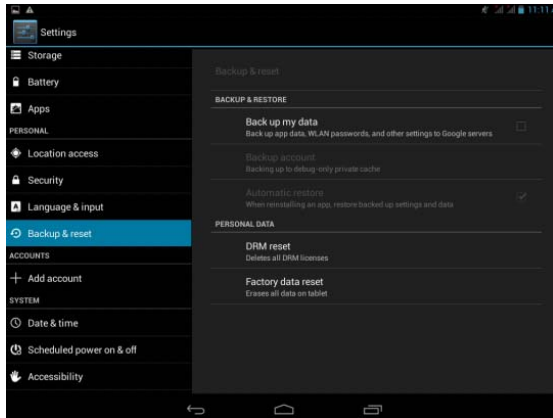 11:11
Settings
Storage
Battery
Apps
PERSONAL
Location access
Security
Language & input
Backup & reset
ACCOUNTS
Add account
SYSTEM
Date & time
Scheduled power on & off
Accessibility
Backup & reset
BACKUP & RESTORE
Back up my data
Back up app data, WLAN passwords, and other settings to Google servers
Backup account
Backing up to debug-only private cache
Automatic restore
When reinstalling an app, restore backed up settings and data
PERSONAL DATA
DRM reset
Deletes all DRM licenses
Factory data reset
Erases all data on tablet